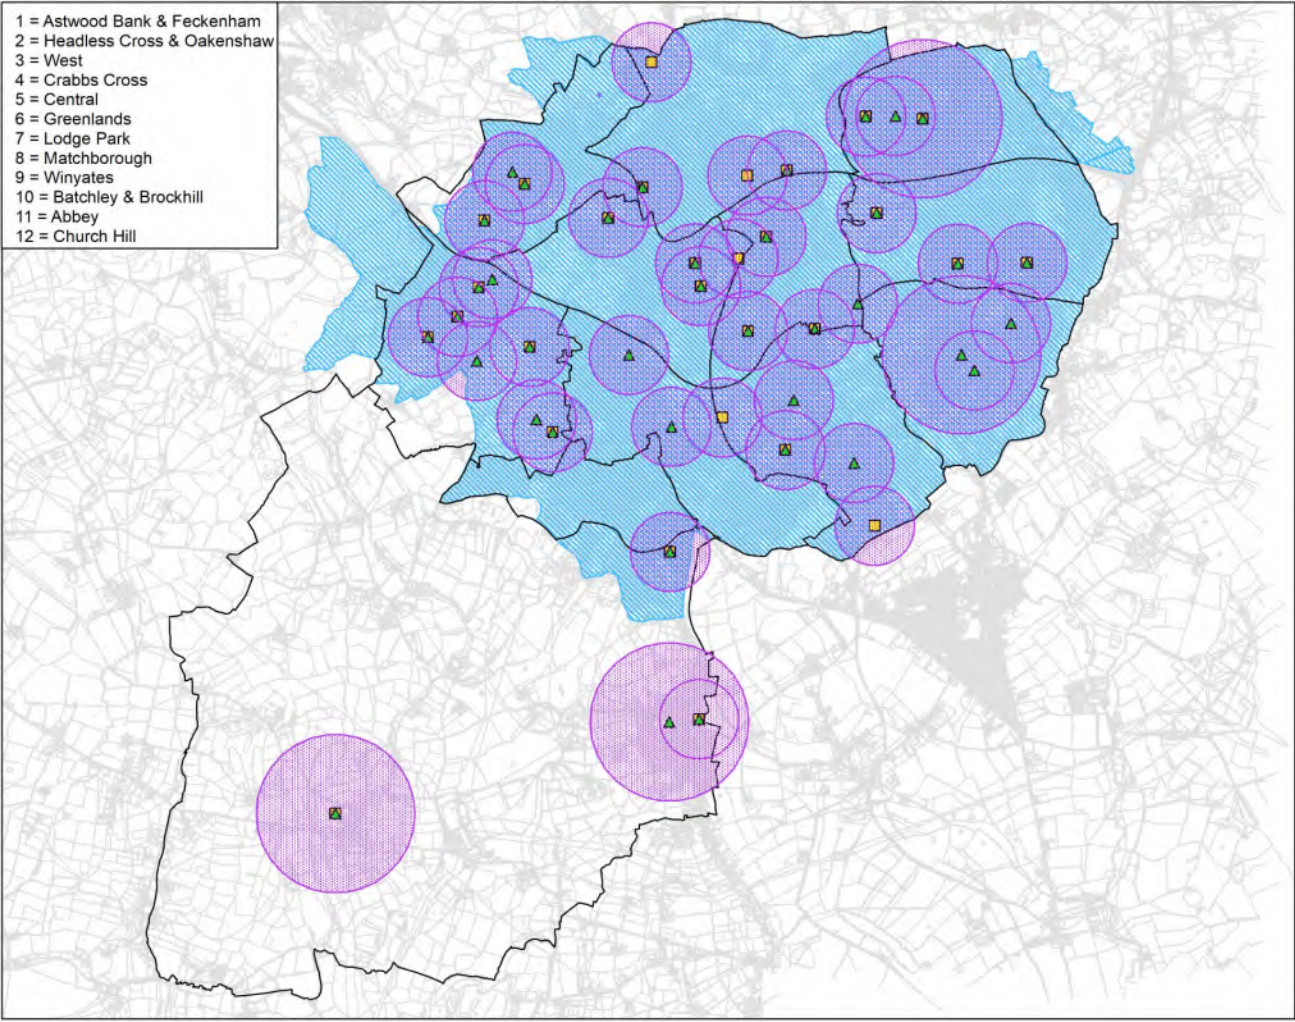 1 = Astwood Bank & Feckenham
2 = Headless Cross & Oakenshaw
3 = West
4 = Crabbs Cross
5 = Central
6 = Greenlands
7 = Lodge Park
8 = Matchborough
9 = Winyates
10 = Batchley & Brockhill
11 = Abbey
12 = Church Hill